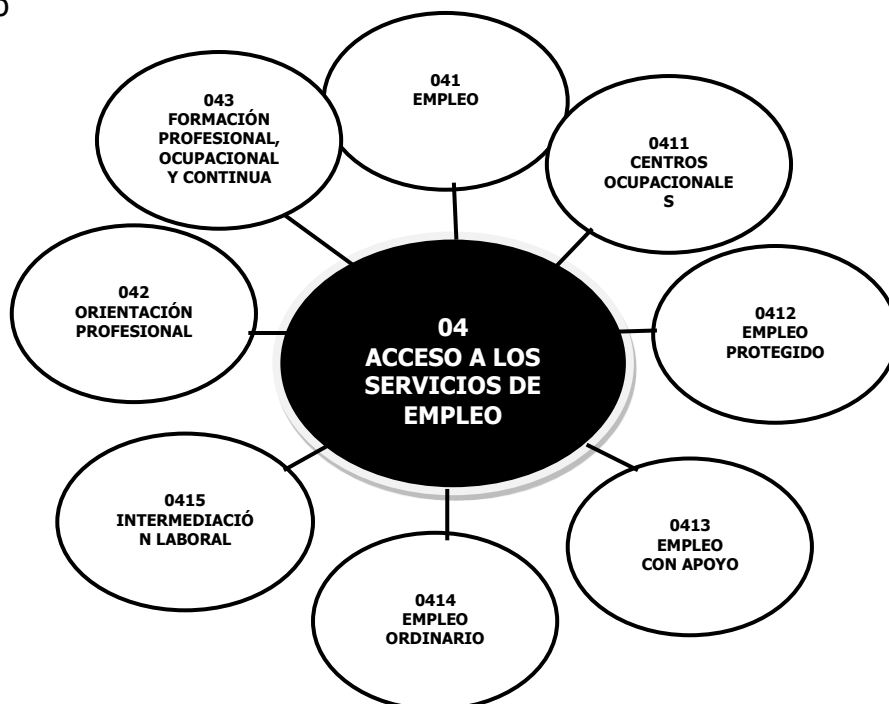 o
041
EMPLEO
043
FORMACIÓN
PROFESIONAL,
OCUPACIONAL
Y CONTINUA
0411
CENTROS
OCUPACIONALE
S
042
ORIENTACIÓN
PROFESIONAL
0412
EMPLEO
PROTEGIDO
04
ACCESO A LOS
SERVICIOS DE
EMPLEO
0415
INTERMEDIACIÓ
N LABORAL
0413
EMPLEO
CON APOYO
0414
EMPLEO
ORDINARIO